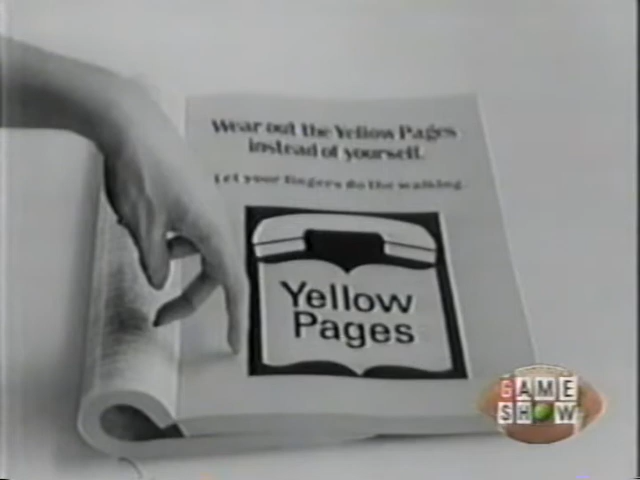 Wear out the Yellow Pages
instead of yourself.
Let your fingers do the walking.
Yellow
Pages
GAME
SHOW